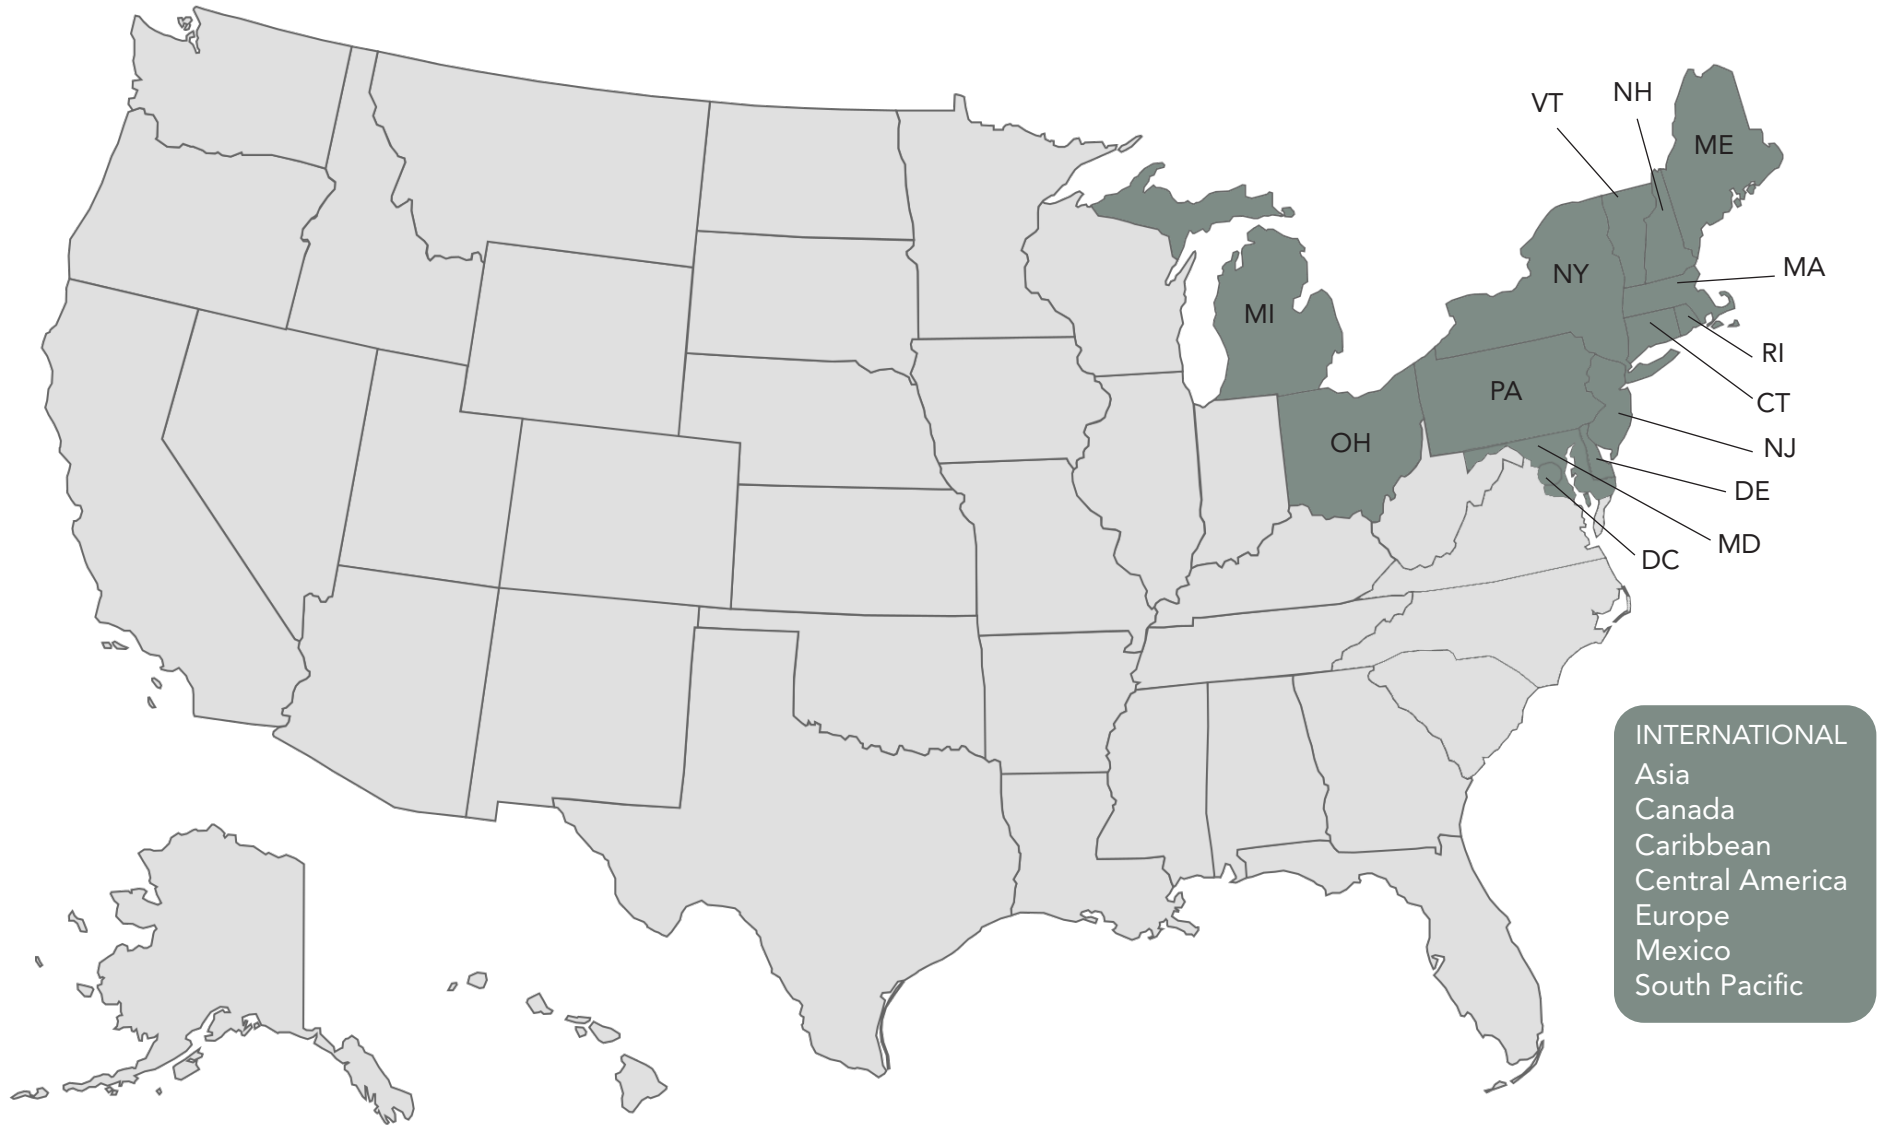 VT
NH
ME
NY
MA
MI
RI
PA
CT
OH
NJ
DE
MD
DC
INTERNATIONAL
Asia
Canada
Caribbean
Central America
Europe
Mexico
South Pacific